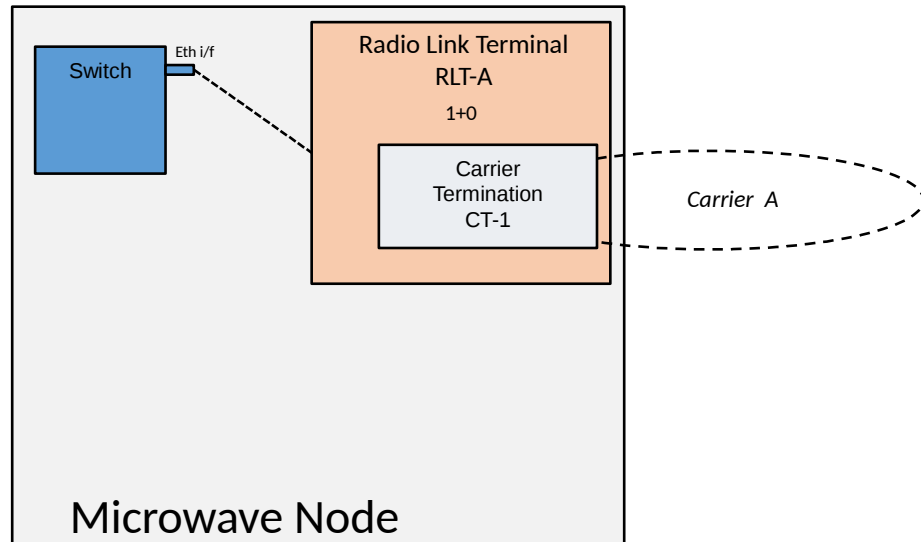 Switch
Eth i/f
Radio Link Terminal
RLT-A
1+0
Carrier
Termination
CT-1
Carrier A
Microwave Node